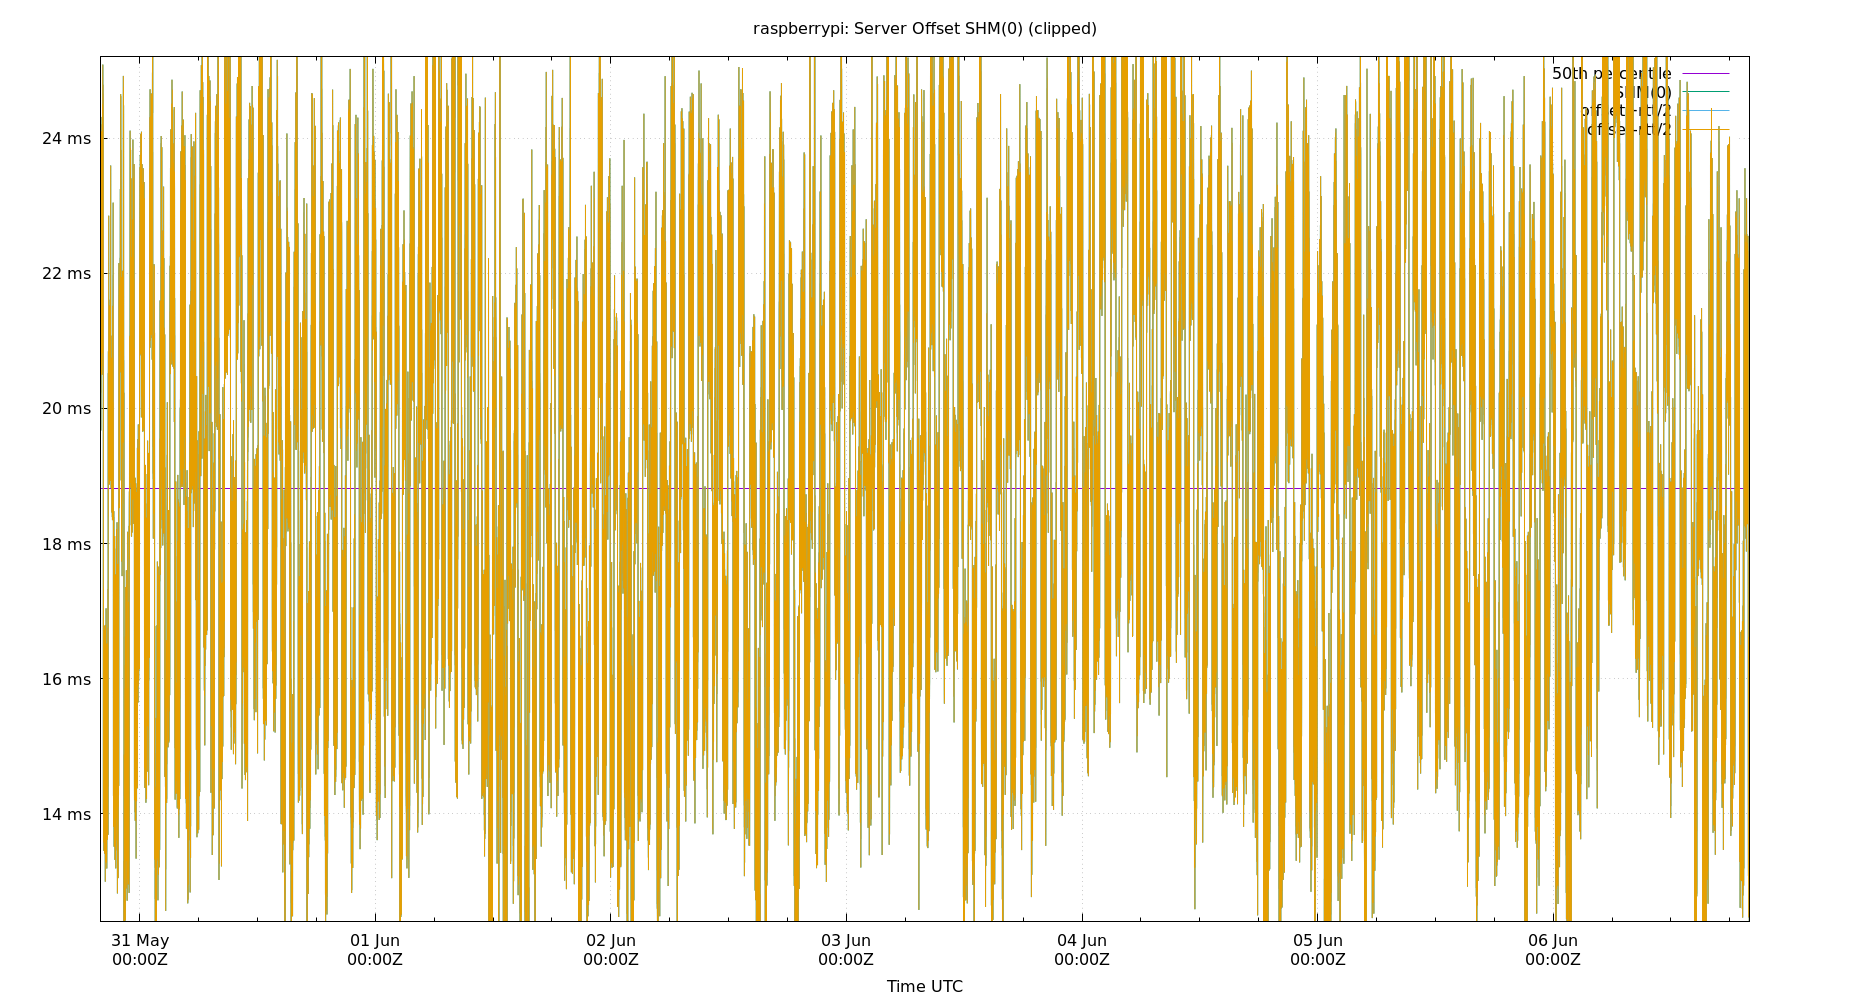 raspberrypi: Server Offset SHM(0) (clipped)
50th percentile
SHM(0)
24 ms
22 ms
20 ms
18 ms
16 ms
14 ms
31 May 01 Jun 02 Jun 03 Jun 04 Jun 05 Jun 06 Jun
00:00Z 00:00Z 00:00Z 00:00Z 00:00Z 00:00Z 00:00Z
Time UTC